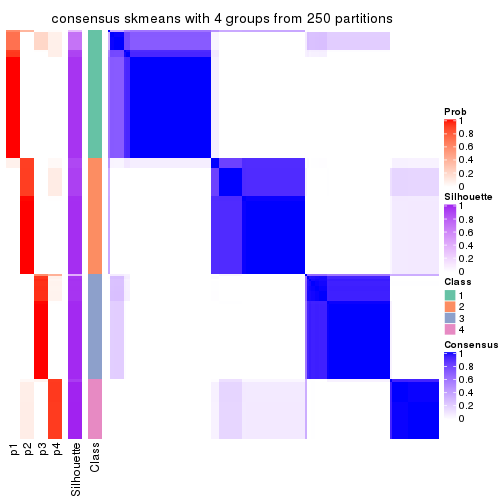 consensus skmeans with 4 groups from 250 partitions
Prob
1
0.8
0.6
0.4
0.2
0
Silhouette
1
0.8
0.6
0.4
0.2
0
Class
1
2
3
4
Consensus
1
0.8
0.6
0.4
0.2
0
p1
p2
p3
p4
Silhouette
Class